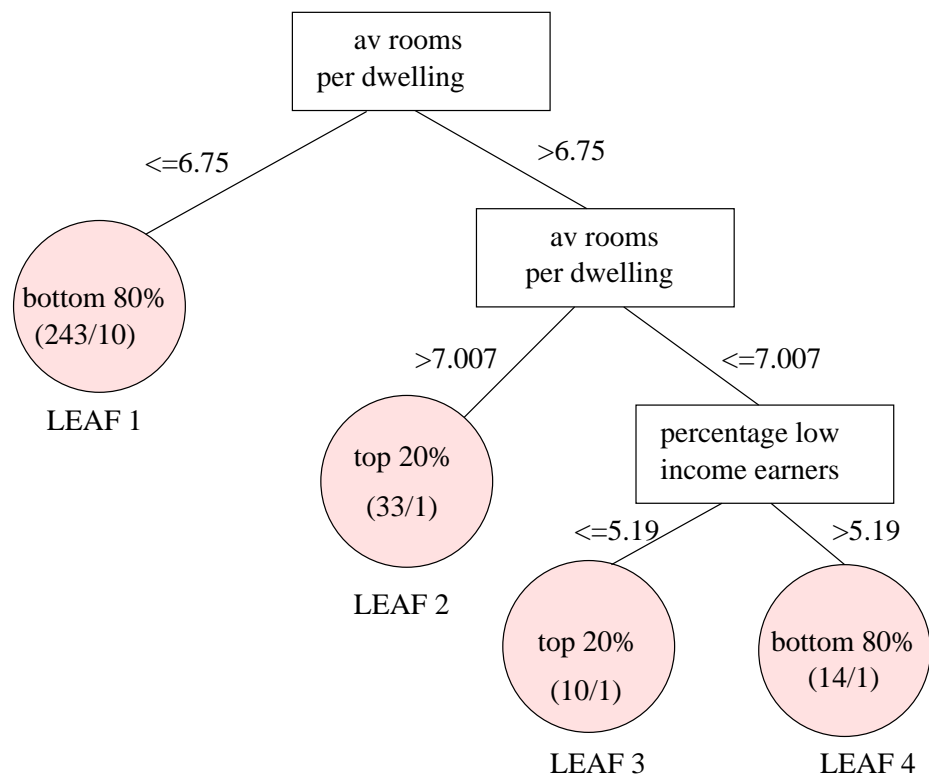 av rooms
per dwelling
<=6.75
>6.75
bottom 80%
(243/10)
LEAF 1
av rooms
per dwelling
>7.007
<=7.007
top 20%
(33/1)
LEAF 2
percentage low
income earners
<=5.19
>5.19
top 20%
(10/1)
LEAF 3
bottom 80%
(14/1)
LEAF 4